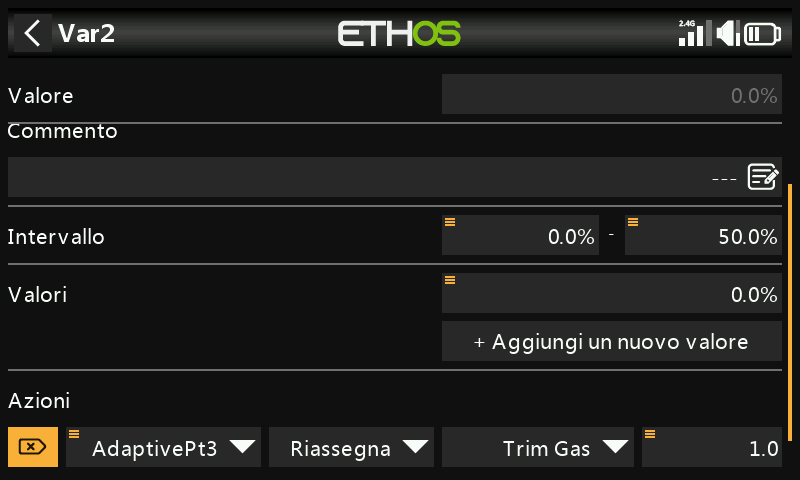 Var2
ETHOS
2.4G
Valore
0.0%
Commento
---
Intervallo
0.0% - 50.0%
Valori
0.0%
+ Aggiungi un nuovo valore
Azioni
AdaptivePt3 Riassegna Trim Gas 1.0